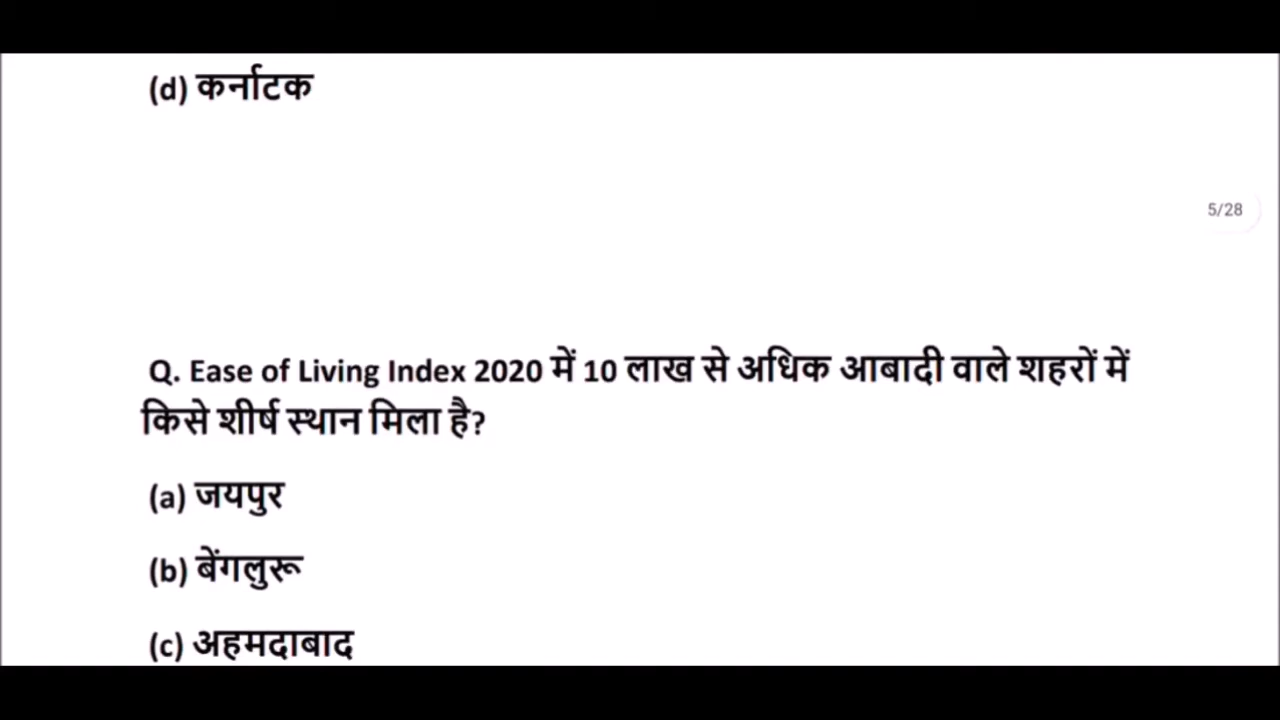 (d) कर्नाटक
5/28
Q. Ease of Living Index 2020 में 10 लाख से अधिक आबादी वाले शहरों में
किसे शीर्ष स्थान मिला है?
(a) जयपुर
(b) बेंगलुरू
(c) अहमदाबाद